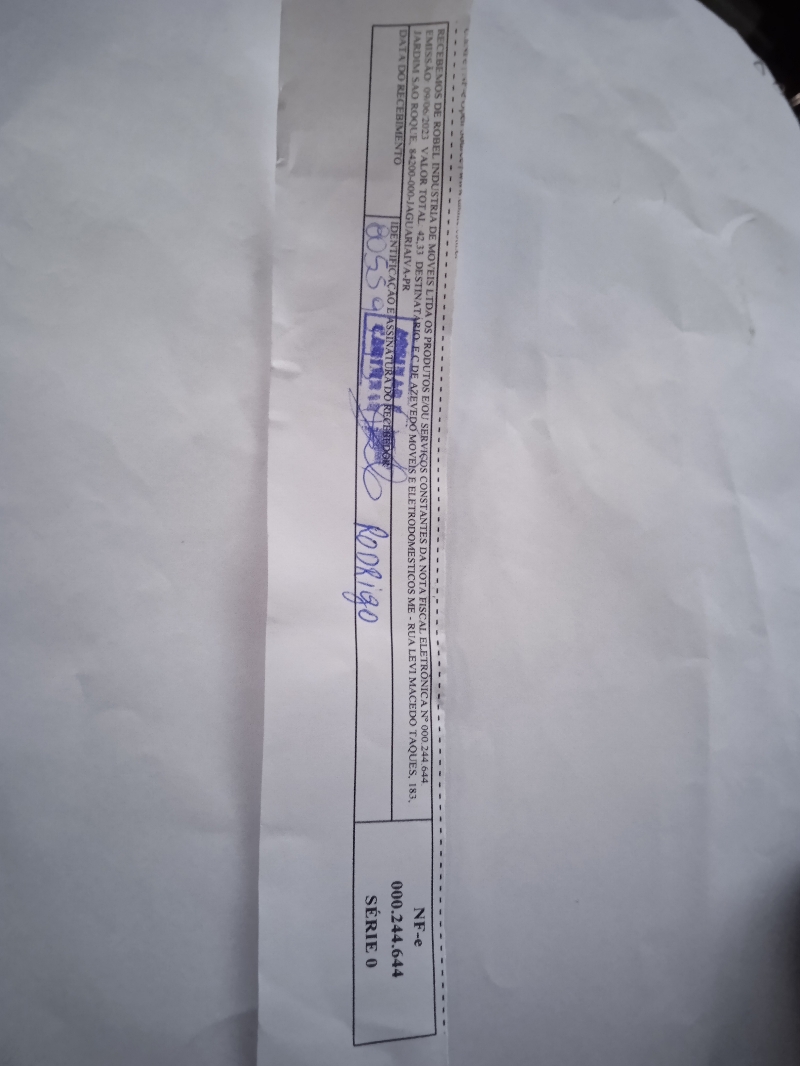 RECEBEMOS DE ROBEL INDUSTRIA DE MOVEIS LTDA OS PRODUTOS E/OU SERVIÇOS CONSTANTES DA NOTA FISCAL ELETRÔNICA Nº 000.244.644.
EMISSÃO: 09/06/2023 VALOR TOTAL: 42,33 DESTINATÁRIO: E C DE AZEVEDO MOVEIS E ELETRODOMESTICOS ME - RUA LEVI MACEDO TAQUES, 183,
JARDIM SAO ROQUE, 84200-000-JAGUARIAIVA-PR
DATA DO RECEBIMENTO
IDENTIFICAÇÃO E ASSINATURA DO RECEBEDOR
RODRIGO
NF-e
000.244.644
SÉRIE 0